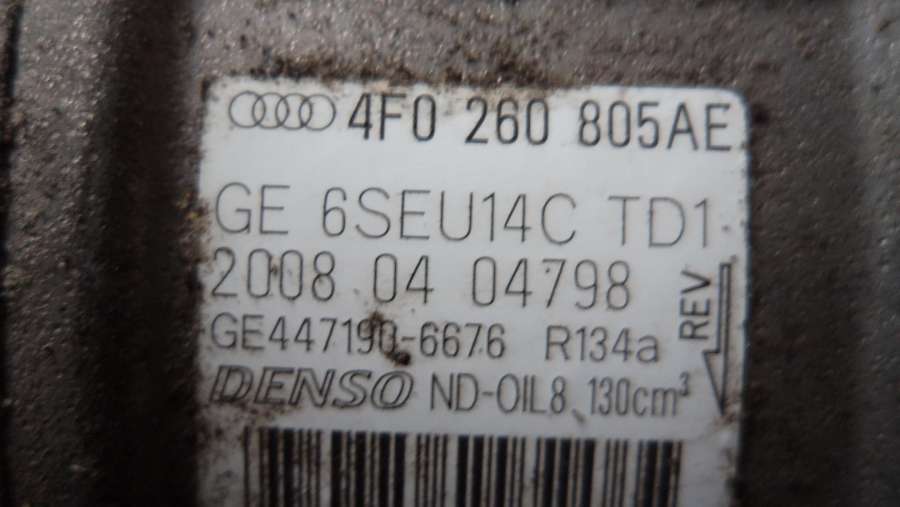 4F0 260 805AE
GE 6SEU14C TD1
2008 04 04798
GE447190-6676 R134a
REV
DENSO ND-OIL8, 130cm³